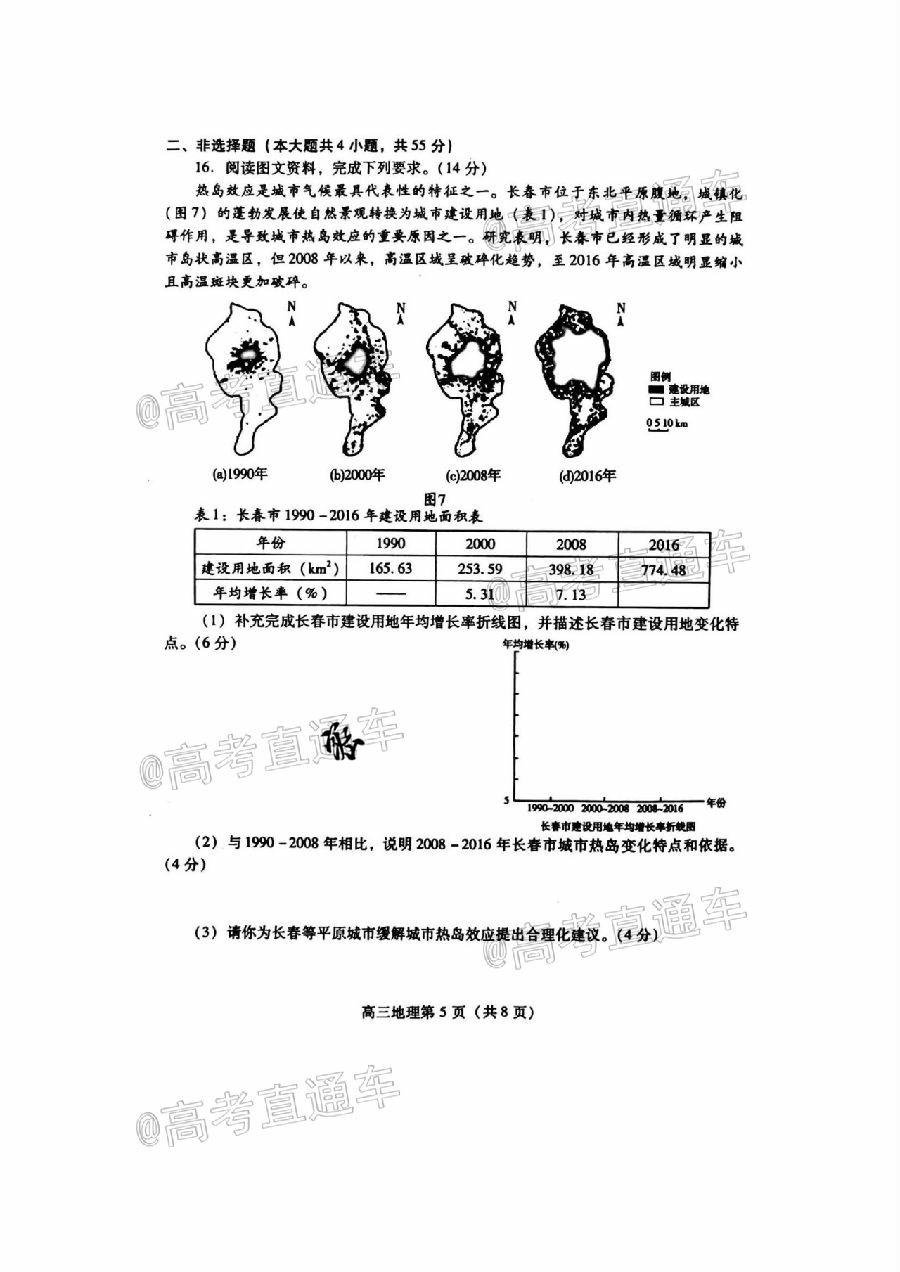 二、非选择题(本大题共4小题,共55分)
16.阅读图文资料,完成下列要求。(14分)
热岛效应是城市气候最具代表性的特征之一。长春市位于东北平原腹地,城镇化
(图7)的蓬勃发展使自然景观转换为城市建设用地(表1),对城市内热量循环产生阻
碍作用,是导致城市热岛效应的重要原因之一。研究表明,长春市已经形成了明显的城
市岛状高温区,但2008年以来,高温区域呈破碎化趋势,至2016年高温区域明显缩小
且高温斑块更加破碎。
N N N N
图例
建设用地
主城区
0 5 10 km
(a)1990年 (b)2000年 (c)2008年 (d)2016年
图7
表1:长春市1990-2016年建设用地面积表
年份 1990 2000 2008 2016
建设用地面积(km²) 165.63 253.59 398.18 774.48
年均增长率(%) —— 5.31 7.13
(1)补充完成长春市建设用地年均增长率折线图,并描述长春市建设用地变化特
点。(6分)
年均增长率(%)
5
1990-2000 2000-2008 2008-2016 年份
长春市建设用地年均增长率折线图
(2)与1990-2008年相比,说明2008-2016年长春市城市热岛变化特点和依据。
(4分)
(3)请你为长春等平原城市缓解城市热岛效应提出合理化建议。(4分)
高三地理第5页(共8页)
@高考直通车
@高考直通车
@高考直通车
@高考直通车
@高考直通车
@高考直通车